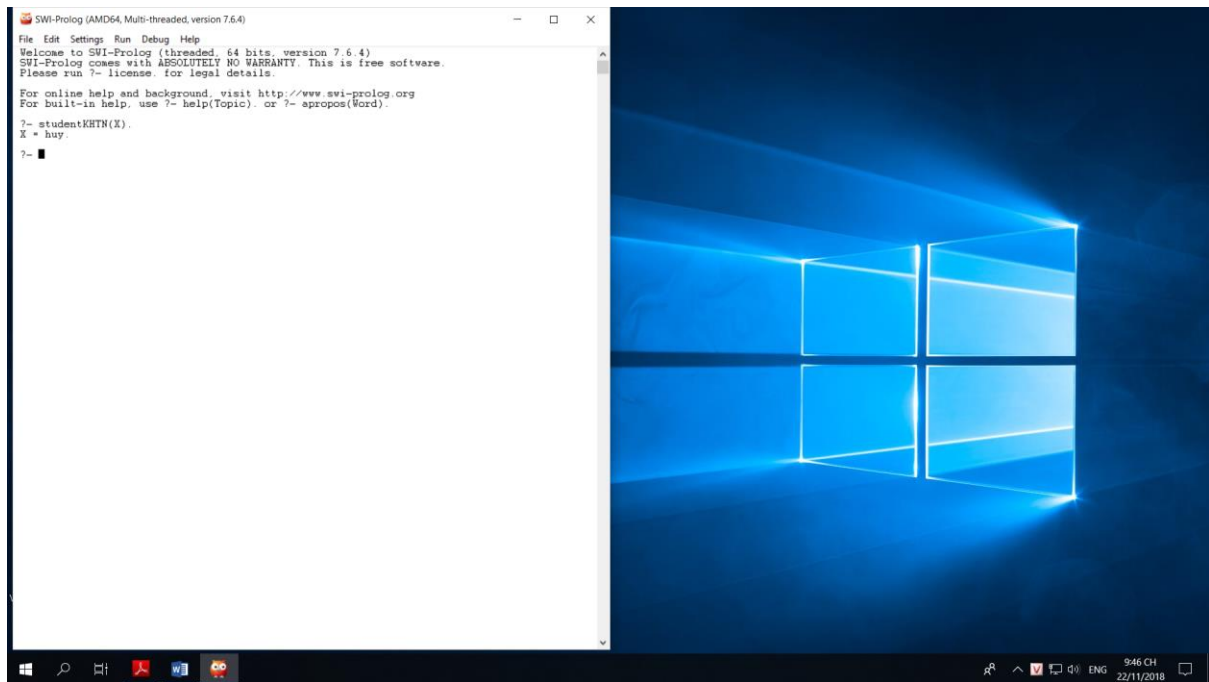 SWI-Prolog (AMD64, Multi-threaded, version 7.6.4)
File Edit Settings Run Debug Help
Welcome to SWI-Prolog (threaded, 64 bits, version 7.6.4)
SWI-Prolog comes with ABSOLUTELY NO WARRANTY. This is free software.
Please run ?- license. for legal details.
For online help and background, visit http://www.swi-prolog.org
For built-in help, use ?- help(Topic). or ?- apropos(Word).
?- studentKHTN(X).
X = huy.
?-
ENG
9:46 CH
22/11/2018